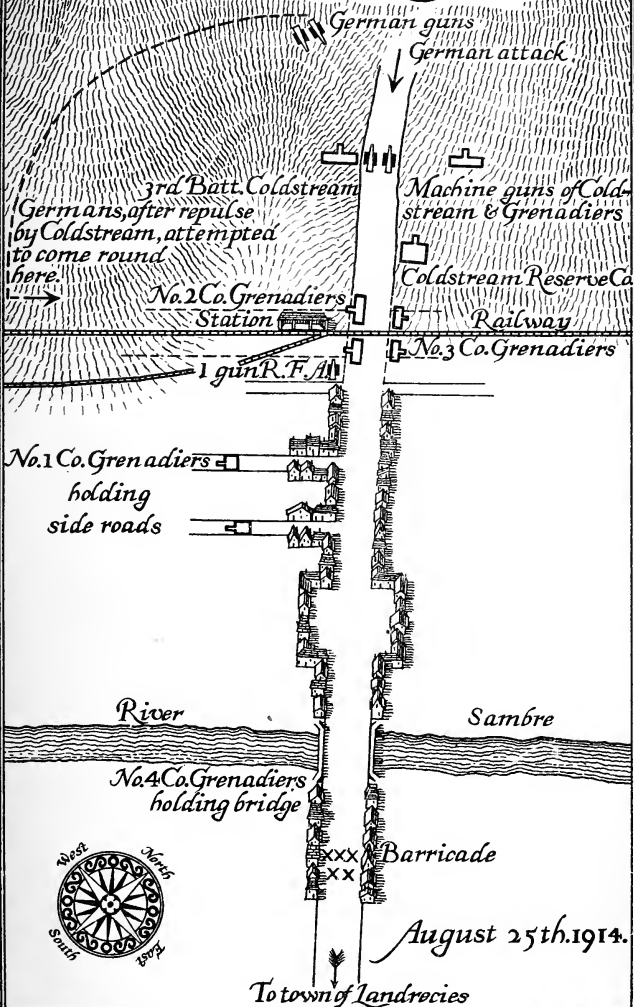 German guns
German attack
3rd Batt. Coldstream
Machine guns of Cold-
stream & Grenadiers
Germans, after repulse
by Coldstream, attempted
to come round
here.
Coldstream Reserve Co.
No. 2 Co. Grenadiers
Station
Railway
No. 3 Co. Grenadiers
1 gun R.F.A.
No. 1 Co. Grenadiers
holding
side roads
River
Sambre
No. 4 Co. Grenadiers
holding bridge
Barricade
West
North
South
East
August 25th. 1914.
To town of Landrecies